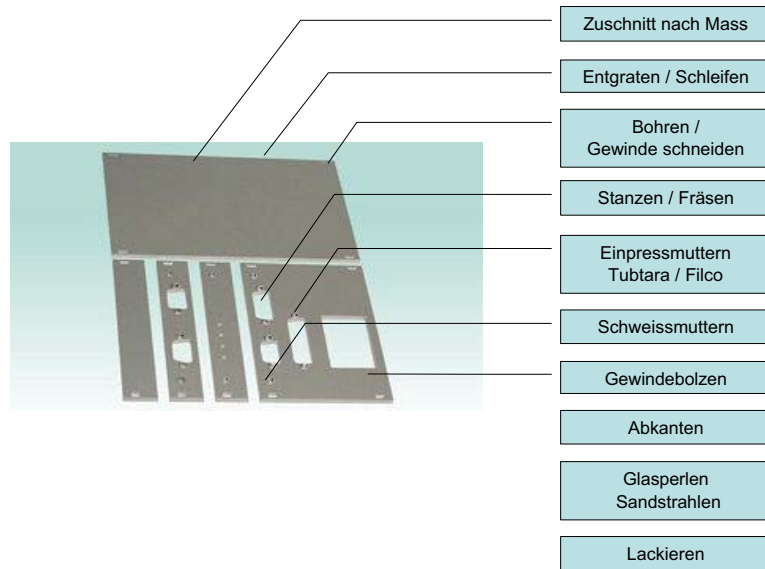 Zuschnitt nach Mass
Entgraten / Schleifen
Bohren /
Gewinde schneiden
Stanzen / Fräsen
Einpressmuttern
Tubtara / Filco
Schweissmuttern
Gewindebolzen
Abkanten
Glasperlen
Sandstrahlen
Lackieren